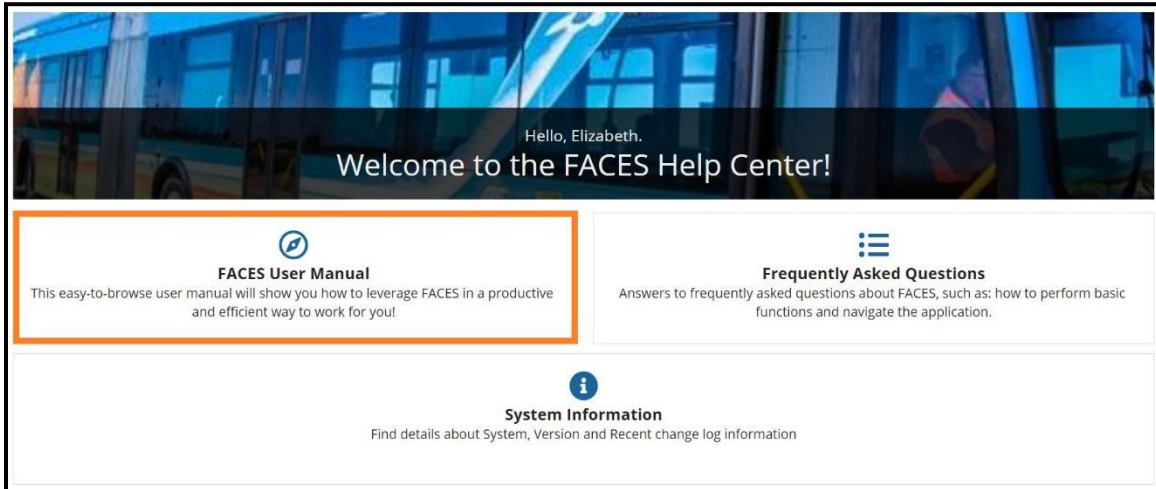 Hello, Elizabeth.
Welcome to the FACES Help Center!
FACES User Manual
This easy-to-browse user manual will show you how to leverage FACES in a productive
and efficient way to work for you!
Frequently Asked Questions
Answers to frequently asked questions about FACES, such as: how to perform basic
functions and navigate the application.
System Information
Find details about System, Version and Recent change log information